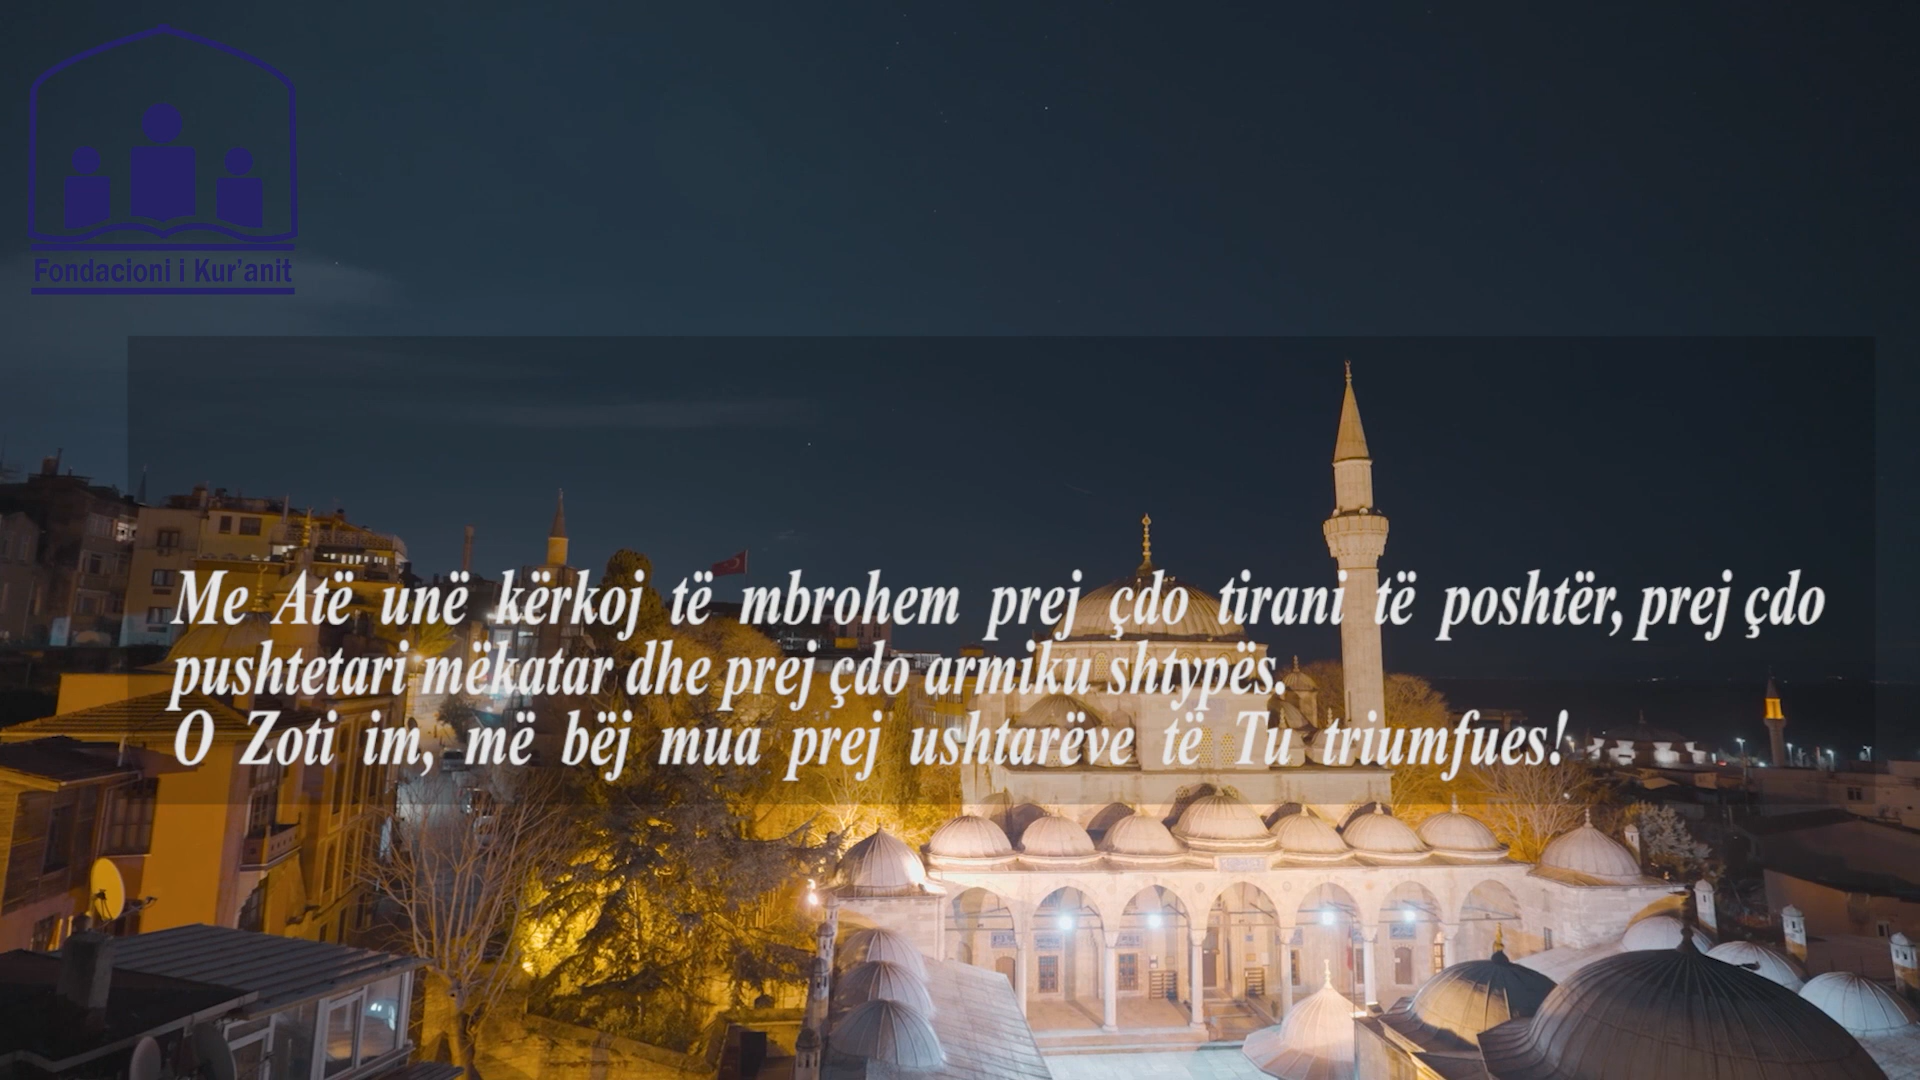 Fondacioni i Kur'anit
Me Atë unë kërkoj të mbrohem prej çdo tirani të poshtër, prej çdo
pushtetari mëkatar dhe prej çdo armiku shtypës.
O Zoti im, më bëj mua prej ushtarëve të Tu triumfues!